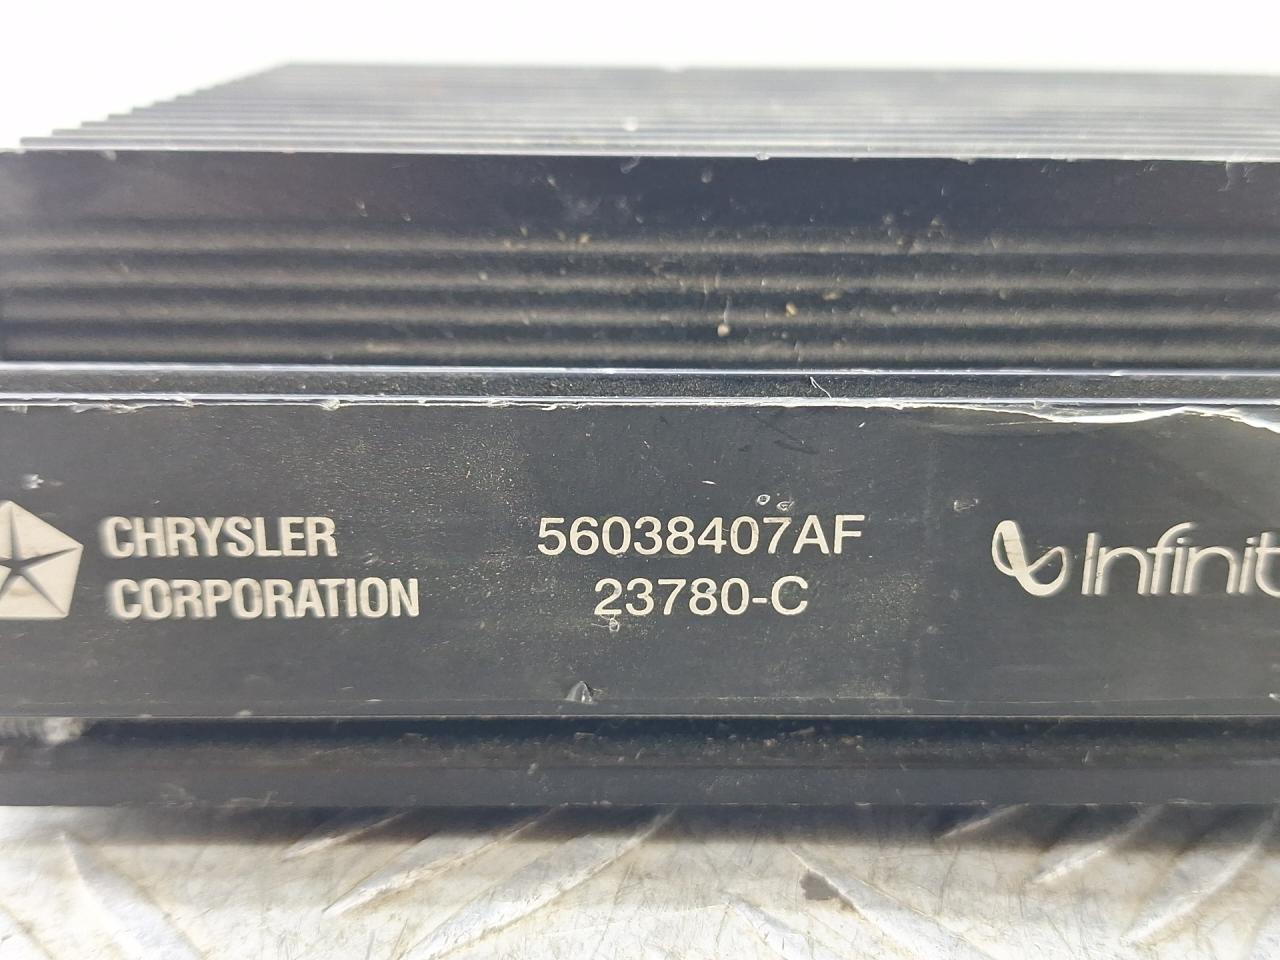 CHRYSLER
CORPORATION
56038407AF
23780-C
Infinit